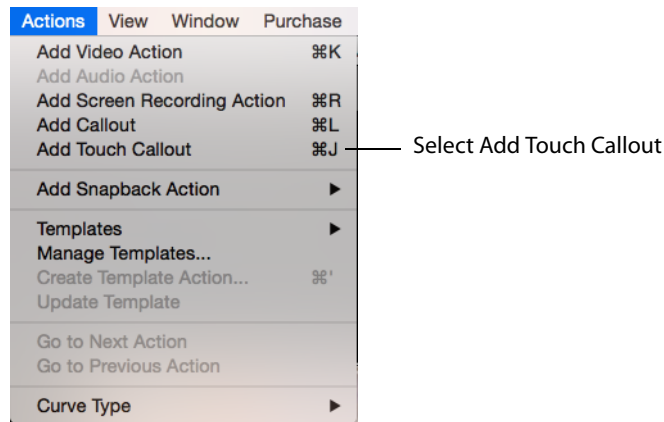 Actions View Window Purchase
Add Video Action ⌘K
Add Audio Action
Add Screen Recording Action ⌘R
Add Callout ⌘L
Add Touch Callout ⌘J
Select Add Touch Callout
Add Snapback Action ▶
Templates ▶
Manage Templates...
Create Template Action... ⌘'
Update Template
Go to Next Action
Go to Previous Action
Curve Type ▶